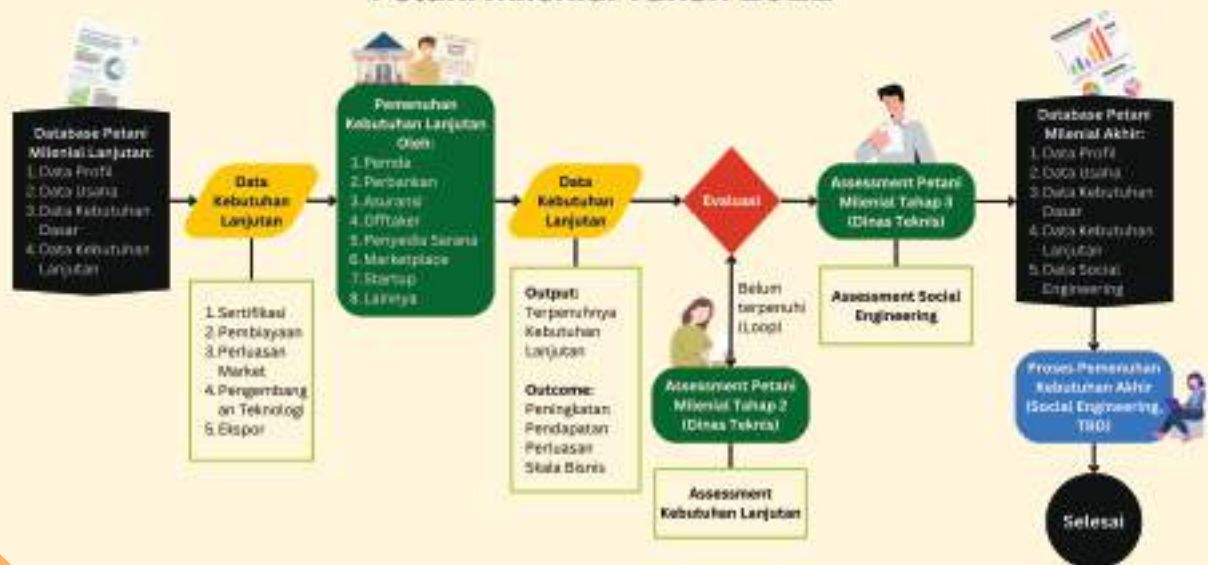 Petani Milenial Tahun 2022
Database Petani
Milenial Lanjutan:
1. Data Profil
2. Data Usaha
3. Data Kebutuhan
Dasar
4. Data Kebutuhan
Lanjutan
Data
Kebutuhan
Lanjutan
1. Sertifikasi
2. Pembiayaan
3. Perluasan
Market
4. Pengembang
an Teknologi
5. Ekspor
Pemenuhan
Kebutuhan Lanjutan
Oleh:
1. Pemda
2. Perbankan
3. Asuransi
4. Offtaker
5. Penyedia Sarana
6. Marketplace
7. Startup
8. Lainnya
Data
Kebutuhan
Lanjutan
Output:
Terpenuhnya
Kebutuhan
Lanjutan
Outcome:
Peningkatan
Pendapatan
Perluasan
Skala Bisnis
Evaluasi
Belum
terpenuhi
(Loop)
Assessment Petani
Milenial Tahap 2
(Dinas Teknis)
Assessment
Kebutuhan Lanjutan
Assessment Petani
Milenial Tahap 3
(Dinas Teknis)
Assessment Social
Engineering
Database Petani
Milenial Akhir:
1. Data Profil
2. Data Usaha
3. Data Kebutuhan
Dasar
4. Data Kebutuhan
Lanjutan
5. Data Social
Engineering
Proses Pemenuhan
Kebutuhan Akhir
(Social Engineering,
TBD)
Selesai